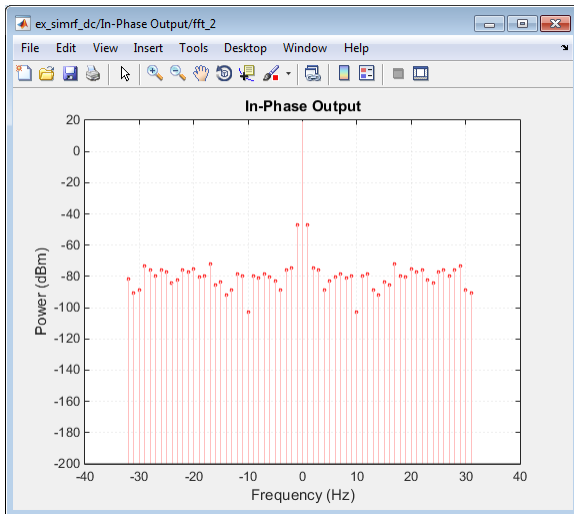 ex_simrf_dc/In-Phase Output/fft_2
File Edit View Insert Tools Desktop Window Help
In-Phase Output
20
0
-20
-40
-60
-80
-100
-120
-140
-160
-180
-200
Power (dBm)
-40 -30 -20 -10 0 10 20 30 40
Frequency (Hz)